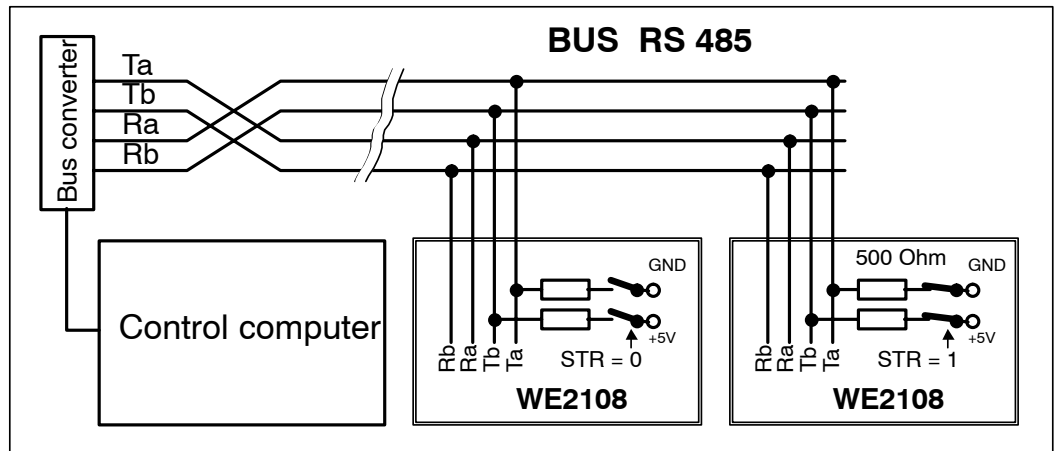 BUS RS 485
Bus converter
Ta
Tb
Ra
Rb
Control computer
GND
+5V
STR = 0
Rb
Ra
Tb
Ta
WE2108
500 Ohm
GND
+5V
STR = 1
Rb
Ra
Tb
Ta
WE2108